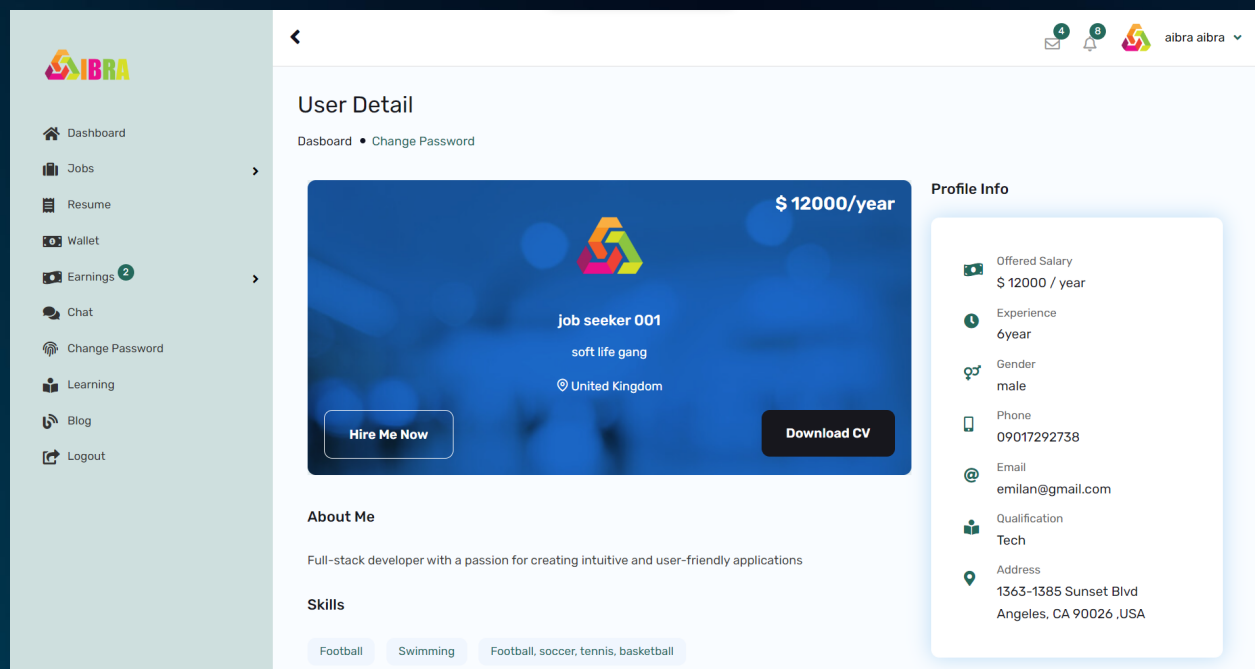 AIBRA
4
8
aibra aibra
Dashboard
Jobs
Resume
Wallet
Earnings 2
Chat
Change Password
Learning
Blog
Logout
User Detail
Dasboard • Change Password
$ 12000/year
job seeker 001
soft life gang
United Kingdom
Hire Me Now
Download CV
About Me
Full-stack developer with a passion for creating intuitive and user-friendly applications
Skills
Football
Swimming
Football, soccer, tennis, basketball
Profile Info
Offered Salary
$ 12000 / year
Experience
6year
Gender
male
Phone
09017292738
Email
emilan@gmail.com
Qualification
Tech
Address
1363-1385 Sunset Blvd
Angeles, CA 90026 ,USA